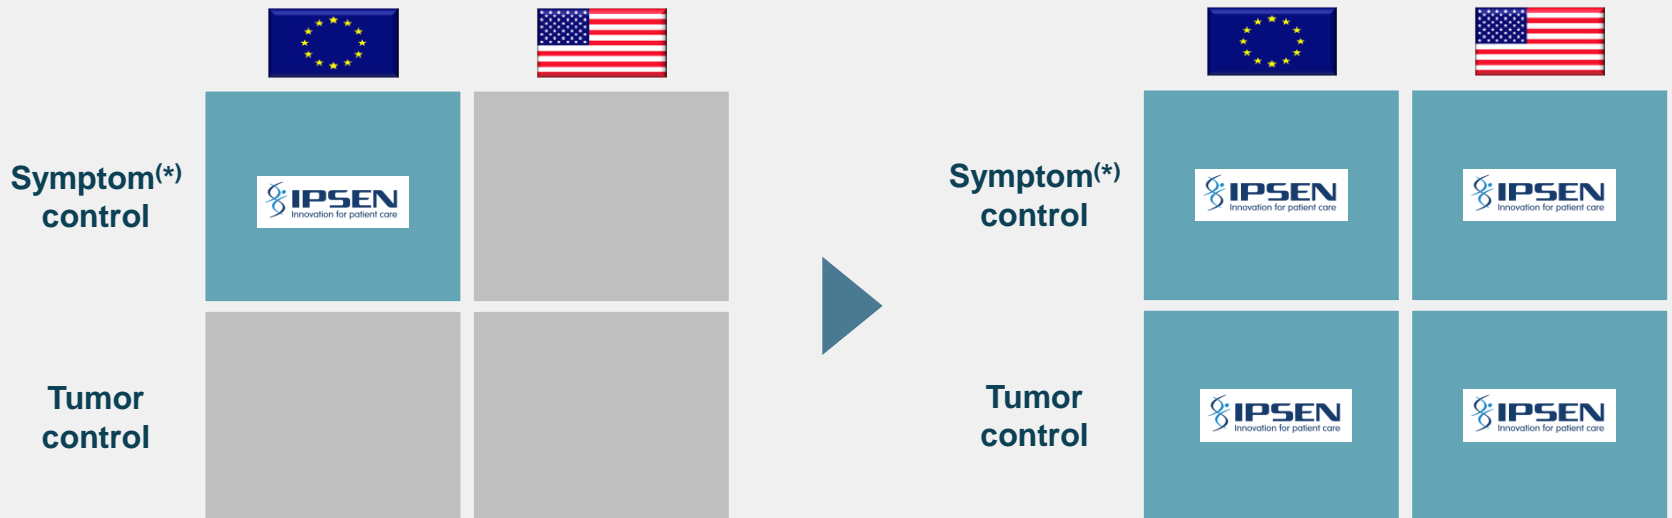 Symptom(*)
control
IPSEN
Innovation for patient care
Tumor
control
Symptom(*)
control
IPSEN
Innovation for patient care
IPSEN
Innovation for patient care
Tumor
control
IPSEN
Innovation for patient care
IPSEN
Innovation for patient care